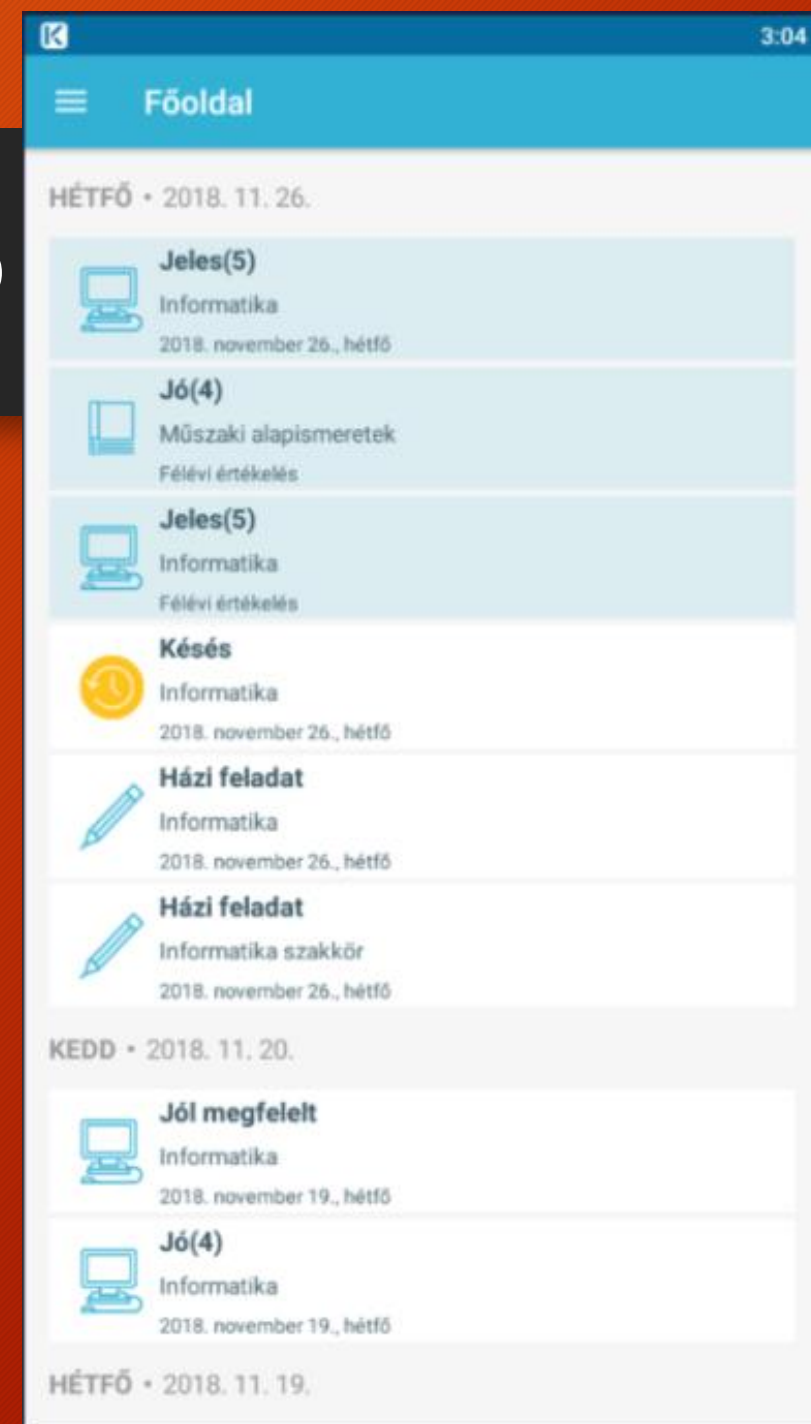 3:04
Főoldal
HÉTFŐ • 2018. 11. 26.
Jeles(5)
Informatika
2018. november 26., hétfő
Jó(4)
Műszaki alapismeretek
Félévi értékelés
Jeles(5)
Informatika
Félévi értékelés
Késés
Informatika
2018. november 26., hétfő
Házi feladat
Informatika
2018. november 26., hétfő
Házi feladat
Informatika szakkör
2018. november 26., hétfő
KEDD • 2018. 11. 20.
Jól megfelelt
Informatika
2018. november 19., hétfő
Jó(4)
Informatika
2018. november 19., hétfő
HÉTFŐ • 2018. 11. 19.